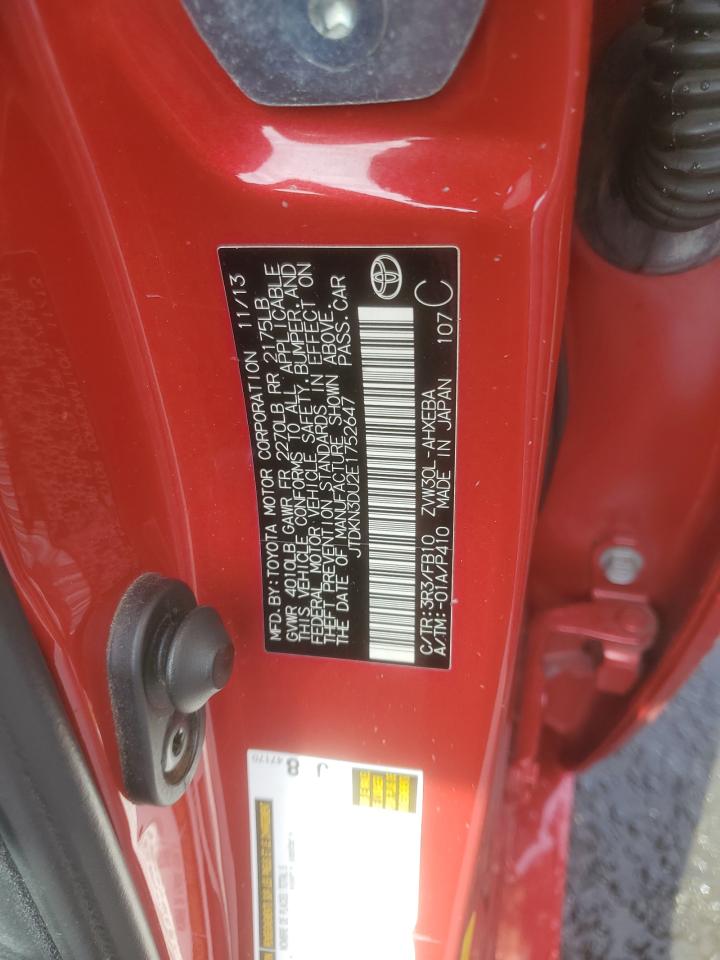 MFD. BY: TOYOTA MOTOR CORPORATION 11/13
GVWR 4010LB GAWR FR 2270LB RR 2175LB
THIS VEHICLE CONFORMS TO ALL APPLICABLE
FEDERAL MOTOR VEHICLE SAFETY, BUMPER, AND
THEFT PREVENTION STANDARDS IN EFFECT ON
THE DATE OF MANUFACTURE SHOWN ABOVE.
JTDKN3DU2E1752647 PASS. CAR
C/TR:3R3/FB10 ZVW30L-AHXEBA
A/TM:-01A/P410 MADE IN JAPAN 107 C
47170
8
J